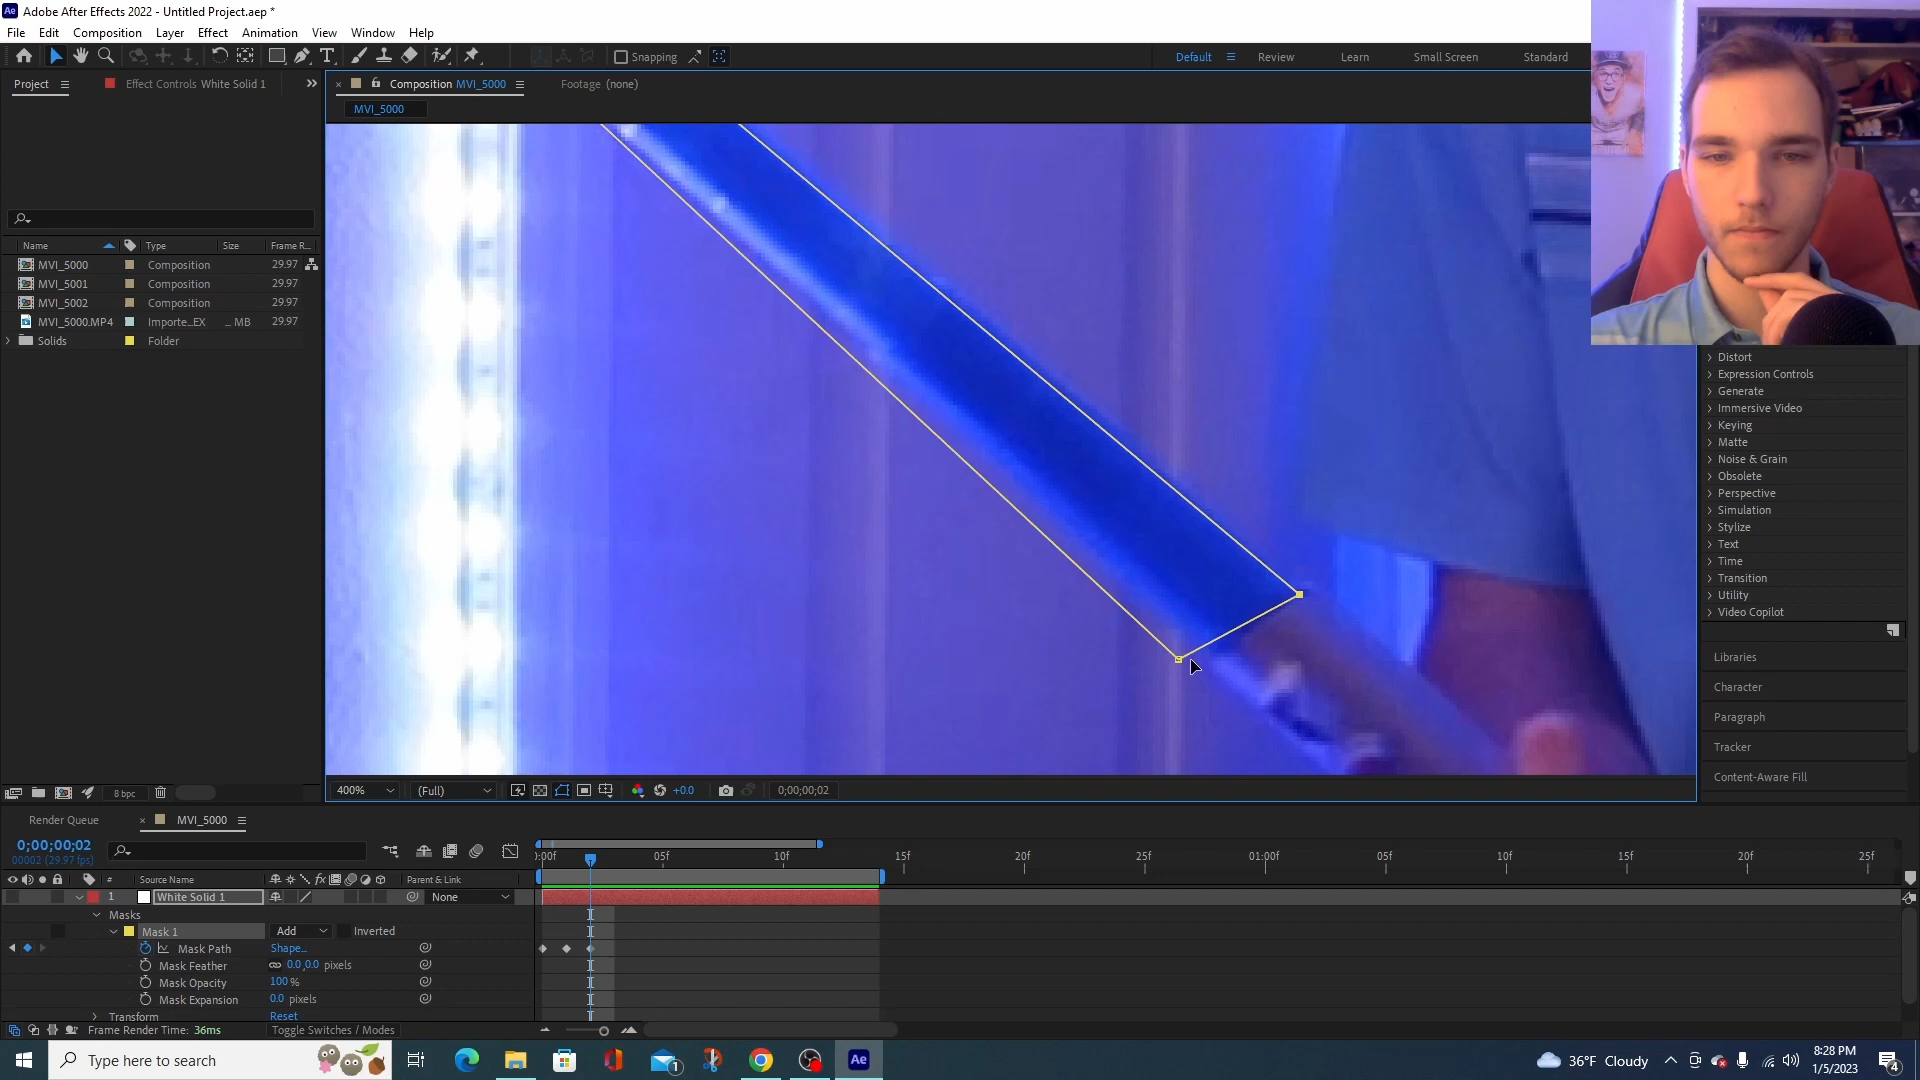 Adobe After Effects 2022 - Untitled Project.aep *
File Edit Composition Layer Effect Animation View Window Help
Snapping
Default Review Learn Small Screen Standard
Project Effect Controls White Solid 1
Composition MVI_5000 Footage (none)
MVI_5000
Name Type Size Frame R...
MVI_5000 Composition 29.97
MVI_5001 Composition 29.97
MVI_5002 Composition 29.97
MVI_5000.MP4 Importe...EX ... MB 29.97
Solids Folder
Distort
Expression Controls
Generate
Immersive Video
Keying
Matte
Noise & Grain
Obsolete
Perspective
Simulation
Stylize
Text
Time
Transition
Utility
Video Copilot
Libraries
Character
Paragraph
Tracker
Content-Aware Fill
8 bpc
400% (Full) +0.0 0;00;00;02
Render Queue MVI_5000
0;00;00;02
00002 (29.97 fps)
0:00f 05f 10f 15f 20f 25f 01:00f 05f 10f 15f 20f 25f
# Source Name fx Parent & Link
1 White Solid 1 None
Masks
Mask 1 Add Inverted
Mask Path Shape...
Mask Feather 0.0,0.0 pixels
Mask Opacity 100 %
Mask Expansion 0.0 pixels
Transform Reset
Frame Render Time: 36ms Toggle Switches / Modes
Type here to search
1
Ae
36°F Cloudy
8:28 PM
1/5/2023
4